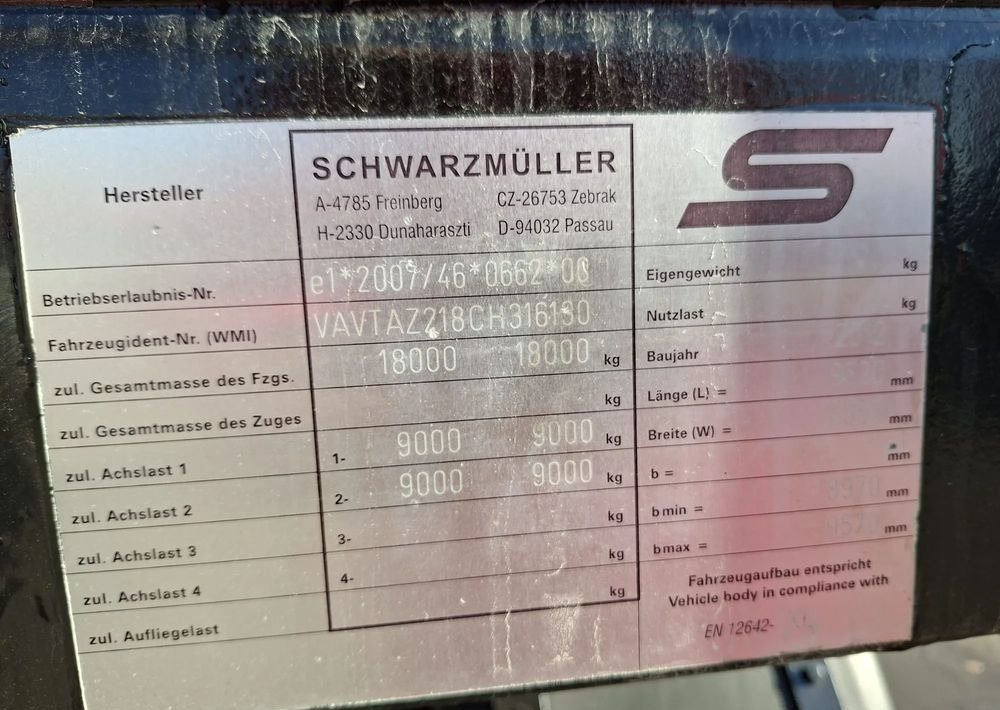 Hersteller
SCHWARZMÜLLER
A-4785 Freinberg CZ-26753 Zebrak
H-2330 Dunaharaszti D-94032 Passau
Betriebserlaubnis-Nr. e1*2007/46*0662*00
Fahrzeugident-Nr. (WMI) VAVTAZ218CH316130
zul. Gesamtmasse des Fzgs. 18000 18000 kg
zul. Gesamtmasse des Zuges kg
zul. Achslast 1 1- 9000 9000 kg
zul. Achslast 2 2- 9000 9000 kg
zul. Achslast 3 3- kg
zul. Achslast 4 4- kg
zul. Aufliegelast kg
Eigengewicht kg
Nutzlast kg
Baujahr
Länge (L) = mm
Breite (W) = mm
b = mm
b min = 8970 mm
bmax = 9520 mm
Fahrzeugaufbau entspricht
Vehicle body in compliance with
EN 12642-